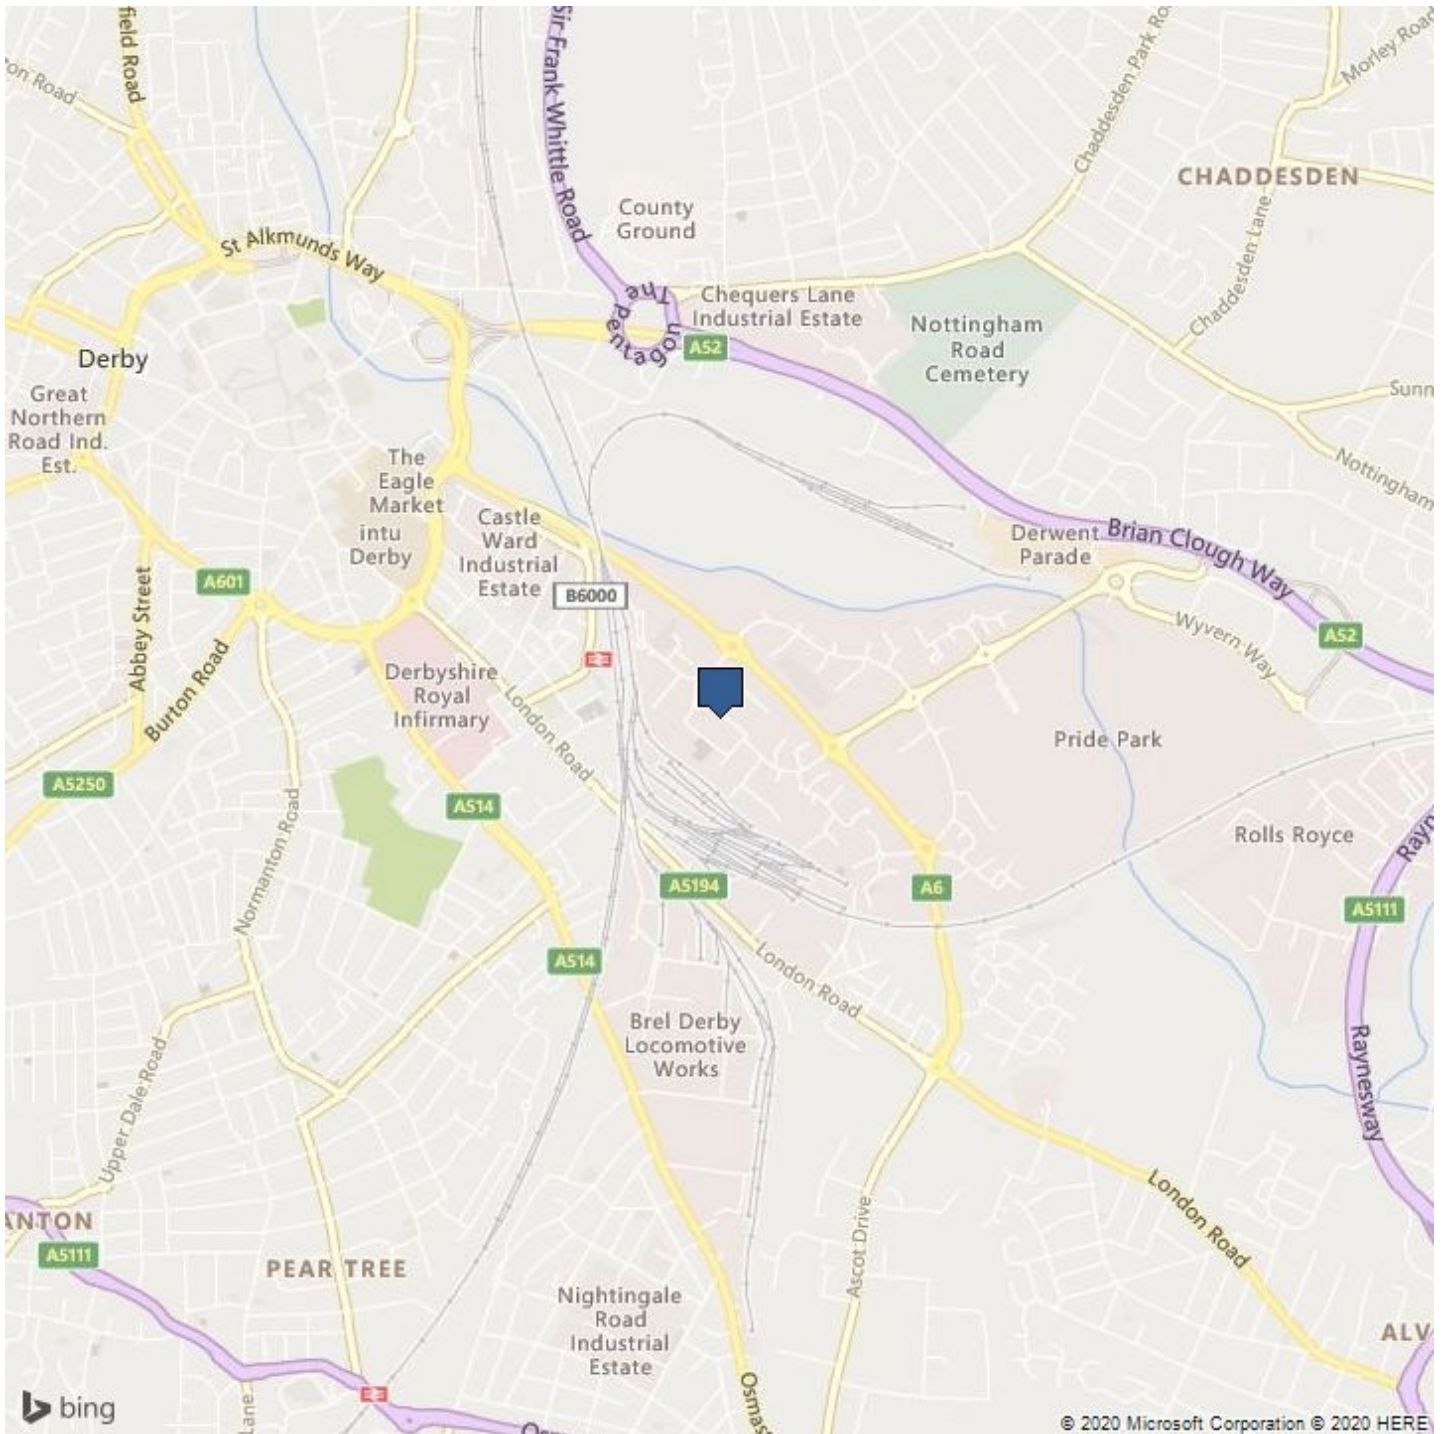 field Road
on Road
Sir Frank Whittle Road
Chaddesden Park Ro
Morley Road
CHADDESDEN
County
Ground
St Alkmunds Way
Chaddesden Lane
The Pentagon
Chequers Lane
Industrial Estate
Nottingham
Road
Cemetery
A52
Derby
Great
Northern
Road Ind.
Est.
Sunn
Nottingham
The
Eagle
Market
intu
Derby
Castle
Ward
Industrial
Estate
Derwent
Parade
Brian Clough Way
A601
B6000
Abbey Street
Wyvern Way
A52
Burton Road
Derbyshire
Royal
Infirmary
London Road
Pride Park
A5250
A514
Rolls Royce
Rayn
Normanton Road
A5194
A6
A5111
A514
London Road
Brel Derby
Locomotive
Works
Upper Dale Road
Raynesway
ANTON
A5111
PEAR TREE
Ascot Drive
London Road
Nightingale
Road
Industrial
Estate
ALV
Lane
Osmast
Osm
bing
© 2020 Microsoft Corporation © 2020 HERE